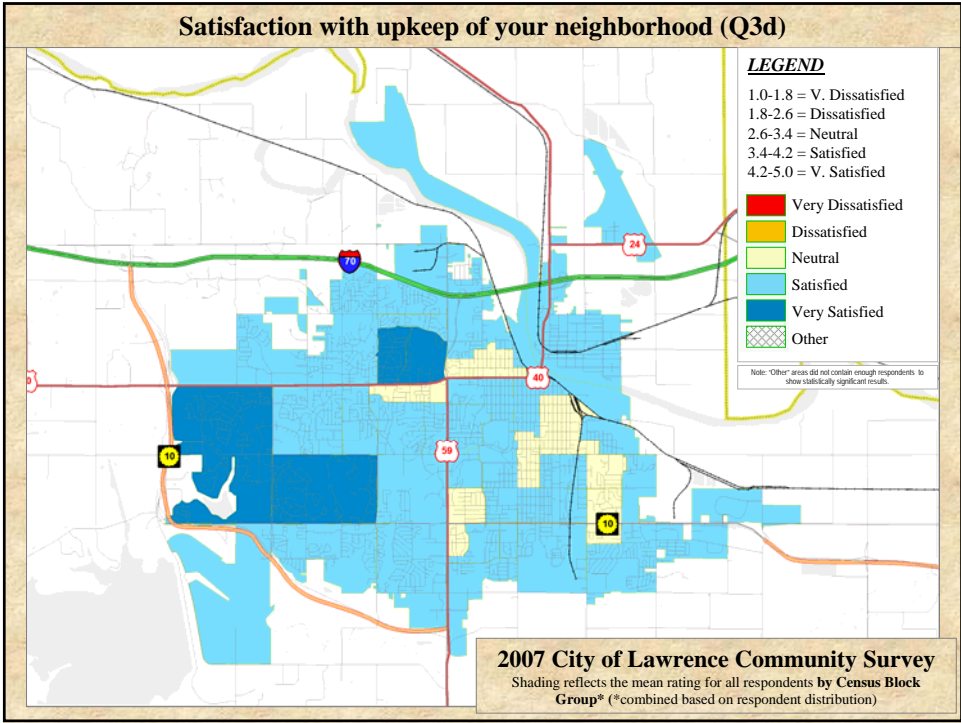 Satisfaction with upkeep of your neighborhood (Q3d)
LEGEND
1.0-1.8 = V. Dissatisfied
1.8-2.6 = Dissatisfied
2.6-3.4 = Neutral
3.4-4.2 = Satisfied
4.2-5.0 = V. Satisfied
Very Dissatisfied
Dissatisfied
Neutral
Satisfied
Very Satisfied
Other
Note: "Other" areas did not contain enough respondents to
show statistically significant results.
24
70
40
59
10
10
2007 City of Lawrence Community Survey
Shading reflects the mean rating for all respondents by Census Block
Group* (*combined based on respondent distribution)